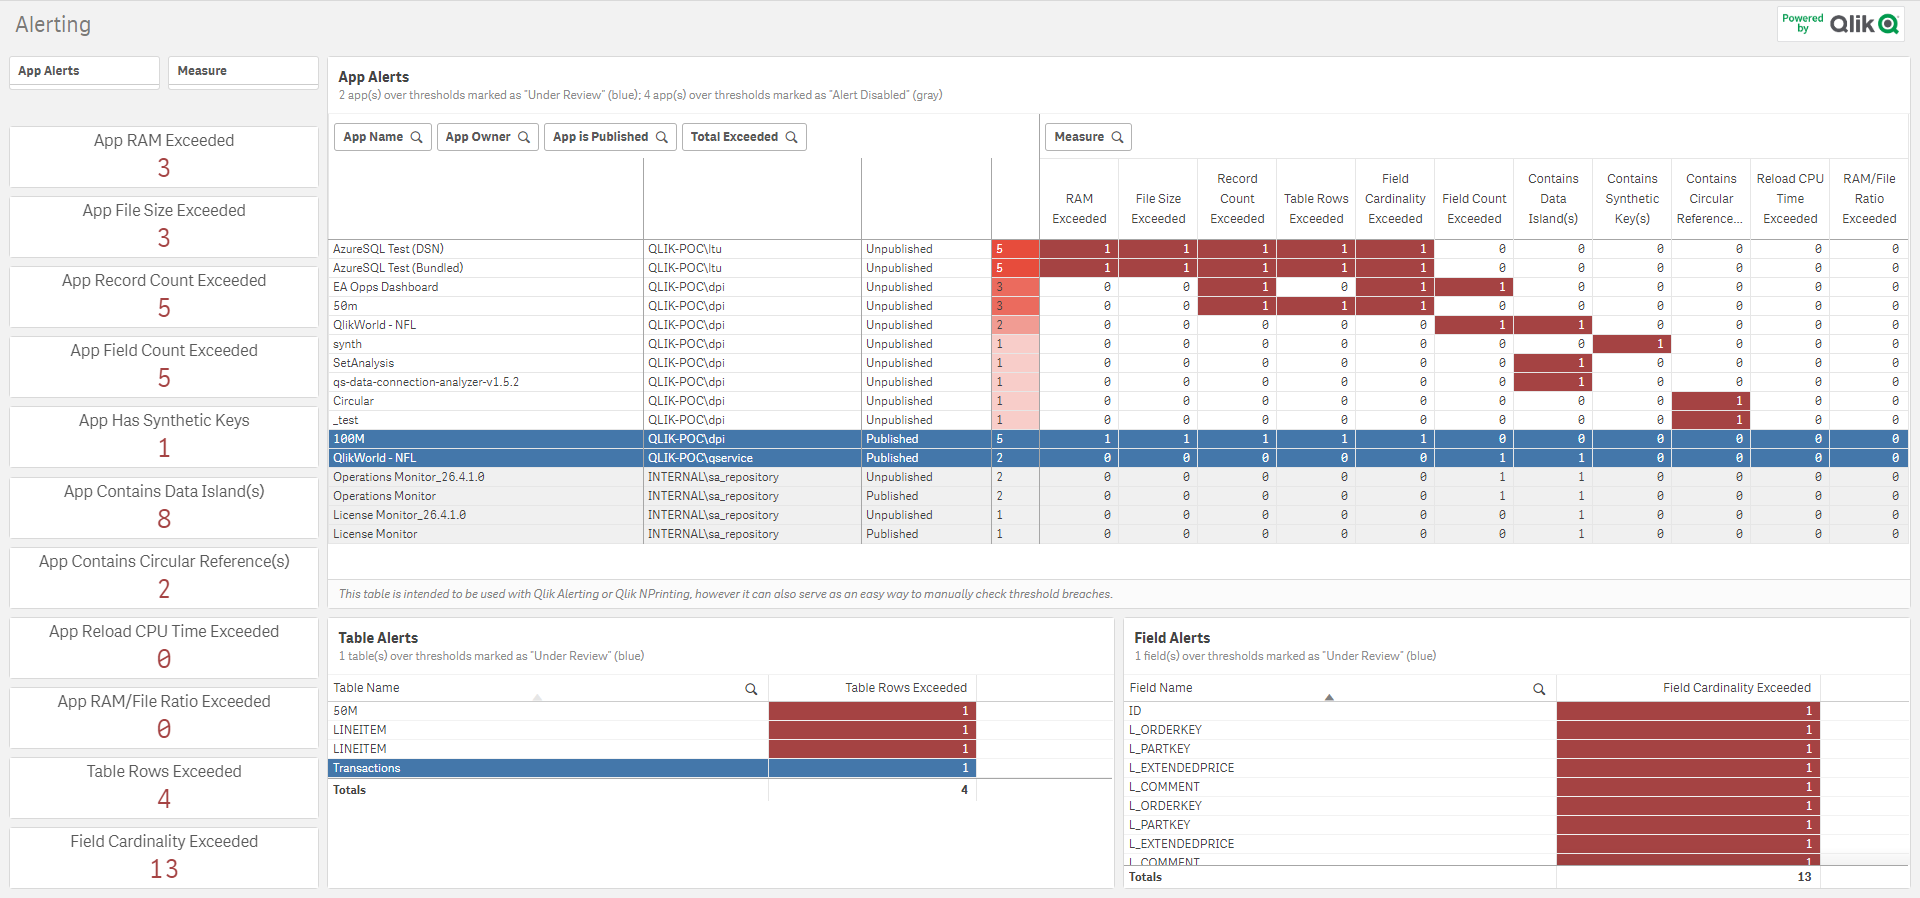 Alerting
Powered by Qlik
App Alerts
Measure
App RAM Exceeded
3
App File Size Exceeded
3
App Record Count Exceeded
5
App Field Count Exceeded
5
App Has Synthetic Keys
1
App Contains Data Island(s)
8
App Contains Circular Reference(s)
2
App Reload CPU Time Exceeded
0
App RAM/File Ratio Exceeded
0
Table Rows Exceeded
4
Field Cardinality Exceeded
13
App Alerts
2 app(s) over thresholds marked as "Under Review" (blue); 4 app(s) over thresholds marked as "Alert Disabled" (gray)
App Name App Owner App is Published Total Exceeded Measure
RAM Exceeded File Size Exceeded Record Count Exceeded Table Rows Exceeded Field Cardinality Exceeded Field Count Exceeded Contains Data Island(s) Contains Synthetic Key(s) Contains Circular Reference... Reload CPU Time Exceeded RAM/File Ratio Exceeded
AzureSQL Test (DSN) QLIK-POC\ltu Unpublished 5 1 1 1 1 1 0 0 0 0 0 0
AzureSQL Test (Bundled) QLIK-POC\ltu Unpublished 5 1 1 1 1 1 0 0 0 0 0 0
EA Opps Dashboard QLIK-POC\dpi Unpublished 3 0 0 1 0 1 1 0 0 0 0 0
50m QLIK-POC\dpi Unpublished 3 0 0 1 1 1 0 0 0 0 0 0
QlikWorld - NFL QLIK-POC\dpi Unpublished 2 0 0 0 0 0 1 1 0 0 0 0
synth QLIK-POC\dpi Unpublished 1 0 0 0 0 0 0 0 1 0 0 0
SetAnalysis QLIK-POC\dpi Unpublished 1 0 0 0 0 0 0 1 0 0 0 0
qs-data-connection-analyzer-v1.5.2 QLIK-POC\dpi Unpublished 1 0 0 0 0 0 0 1 0 0 0 0
Circular QLIK-POC\dpi Unpublished 1 0 0 0 0 0 0 0 0 1 0 0
_test QLIK-POC\dpi Unpublished 1 0 0 0 0 0 0 0 0 1 0 0
100M QLIK-POC\dpi Published 5 1 1 1 1 1 0 0 0 0 0 0
QlikWorld - NFL QLIK-POC\qservice Published 2 0 0 0 0 0 1 1 0 0 0 0
Operations Monitor_26.4.1.0 INTERNAL\sa_repository Unpublished 2 0 0 0 0 0 1 1 0 0 0 0
Operations Monitor INTERNAL\sa_repository Published 2 0 0 0 0 0 1 1 0 0 0 0
License Monitor_26.4.1.0 INTERNAL\sa_repository Unpublished 1 0 0 0 0 0 0 1 0 0 0 0
License Monitor INTERNAL\sa_repository Published 1 0 0 0 0 0 0 1 0 0 0 0
This table is intended to be used with Qlik Alerting or Qlik NPrinting, however it can also serve as an easy way to manually check threshold breaches.
Table Alerts
1 table(s) over thresholds marked as "Under Review" (blue)
Table Name Table Rows Exceeded
50M 1
LINEITEM 1
LINEITEM 1
Transactions 1
Totals 4
Field Alerts
1 field(s) over thresholds marked as "Under Review" (blue)
Field Name Field Cardinality Exceeded
ID 1
L_ORDERKEY 1
L_PARTKEY 1
L_EXTENDEDPRICE 1
L_COMMENT 1
L_ORDERKEY 1
L_PARTKEY 1
L_EXTENDEDPRICE 1
L_COMMENT 1
Totals 13